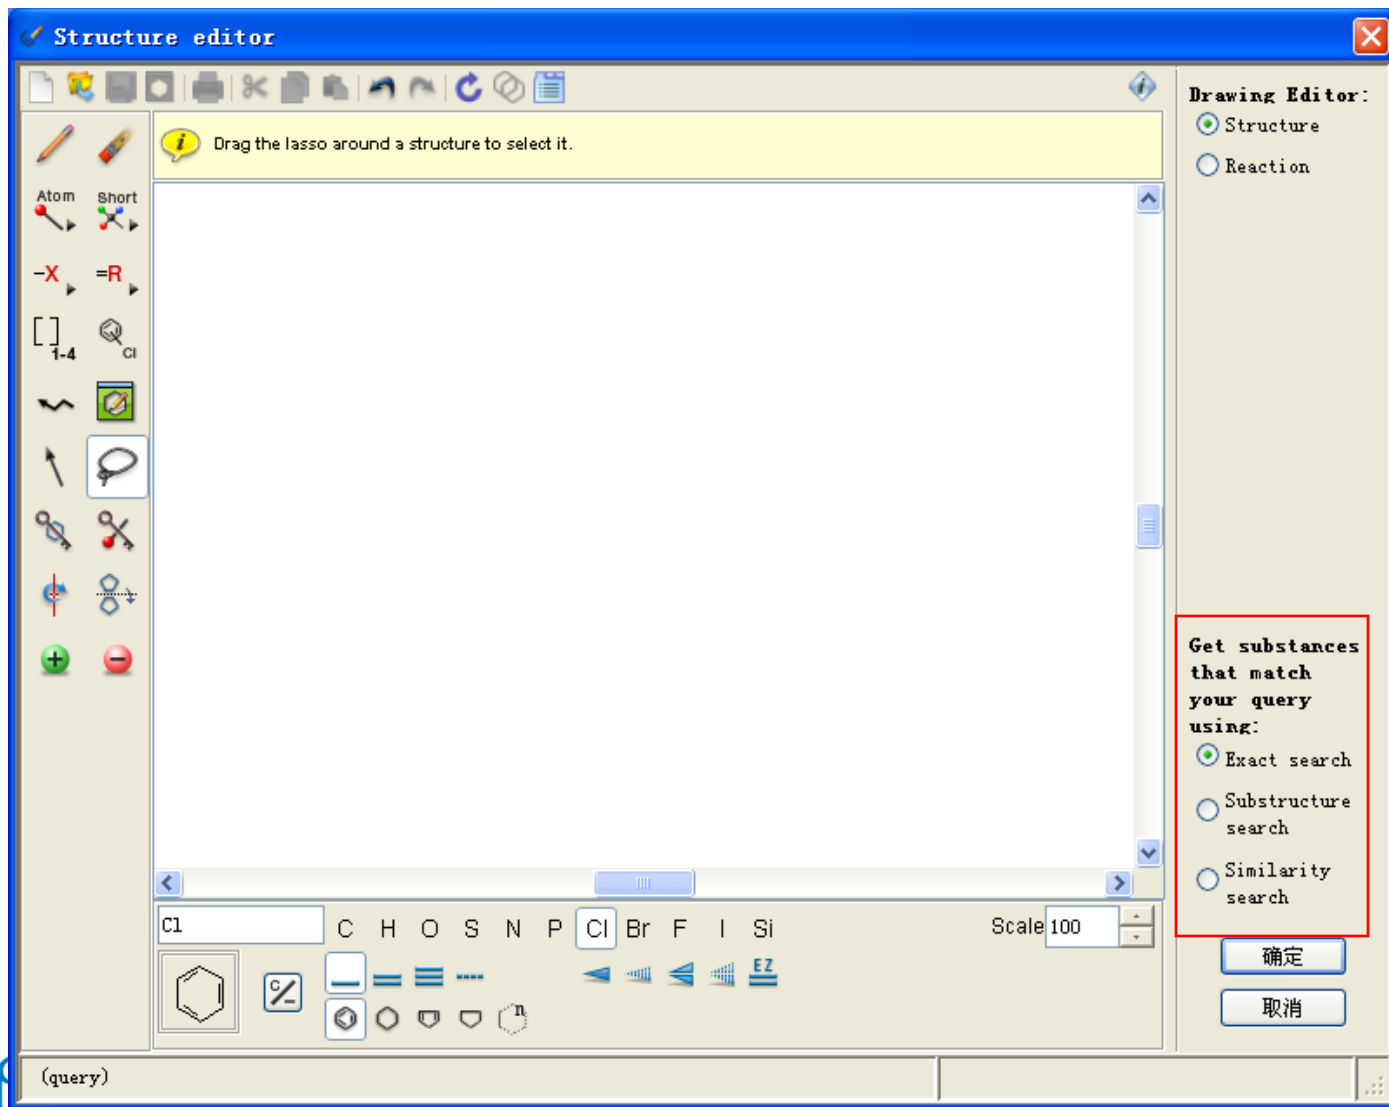 Structure editor
Drag the lasso around a structure to select it.
Drawing Editor:
Structure
Reaction
Atom
Short
-X
=R
[ ] 1-4
Cl
Get substances
that match
your query
using:
Exact search
Substructure
search
Similarity
search
Cl
C H O S N P Cl Br F I Si
Scale 100
EZ
C/-
n
确定
取消
(query)